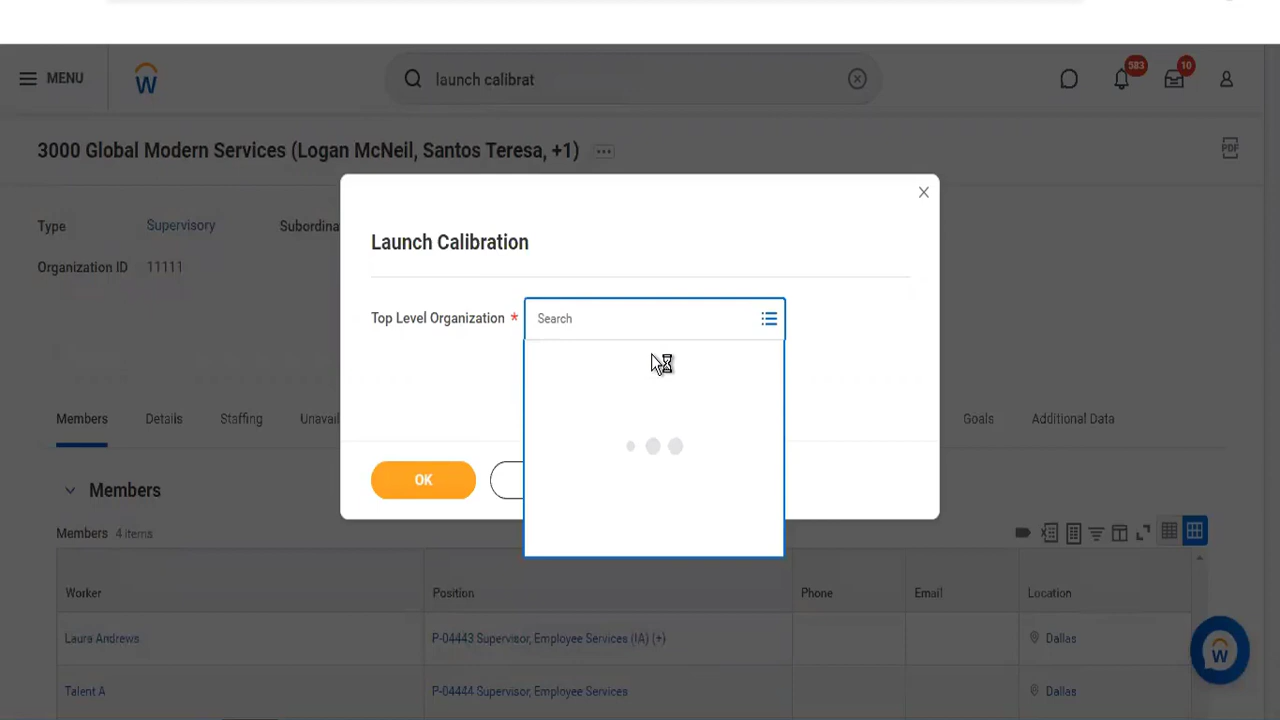 MENU
launch calibrat
583
10
3000 Global Modern Services (Logan McNeil, Santos Teresa, +1)
PDF
Type Supervisory Subordina
Organization ID 11111
Launch Calibration
Top Level Organization * Search
Members Details Staffing Unavail Goals Additional Data
OK
Members
Members 4 items
Worker Position Phone Email Location
Laura Andrews P-04443 Supervisor, Employee Services (IA) (+) Dallas
Talent A P-04444 Supervisor, Employee Services Dallas